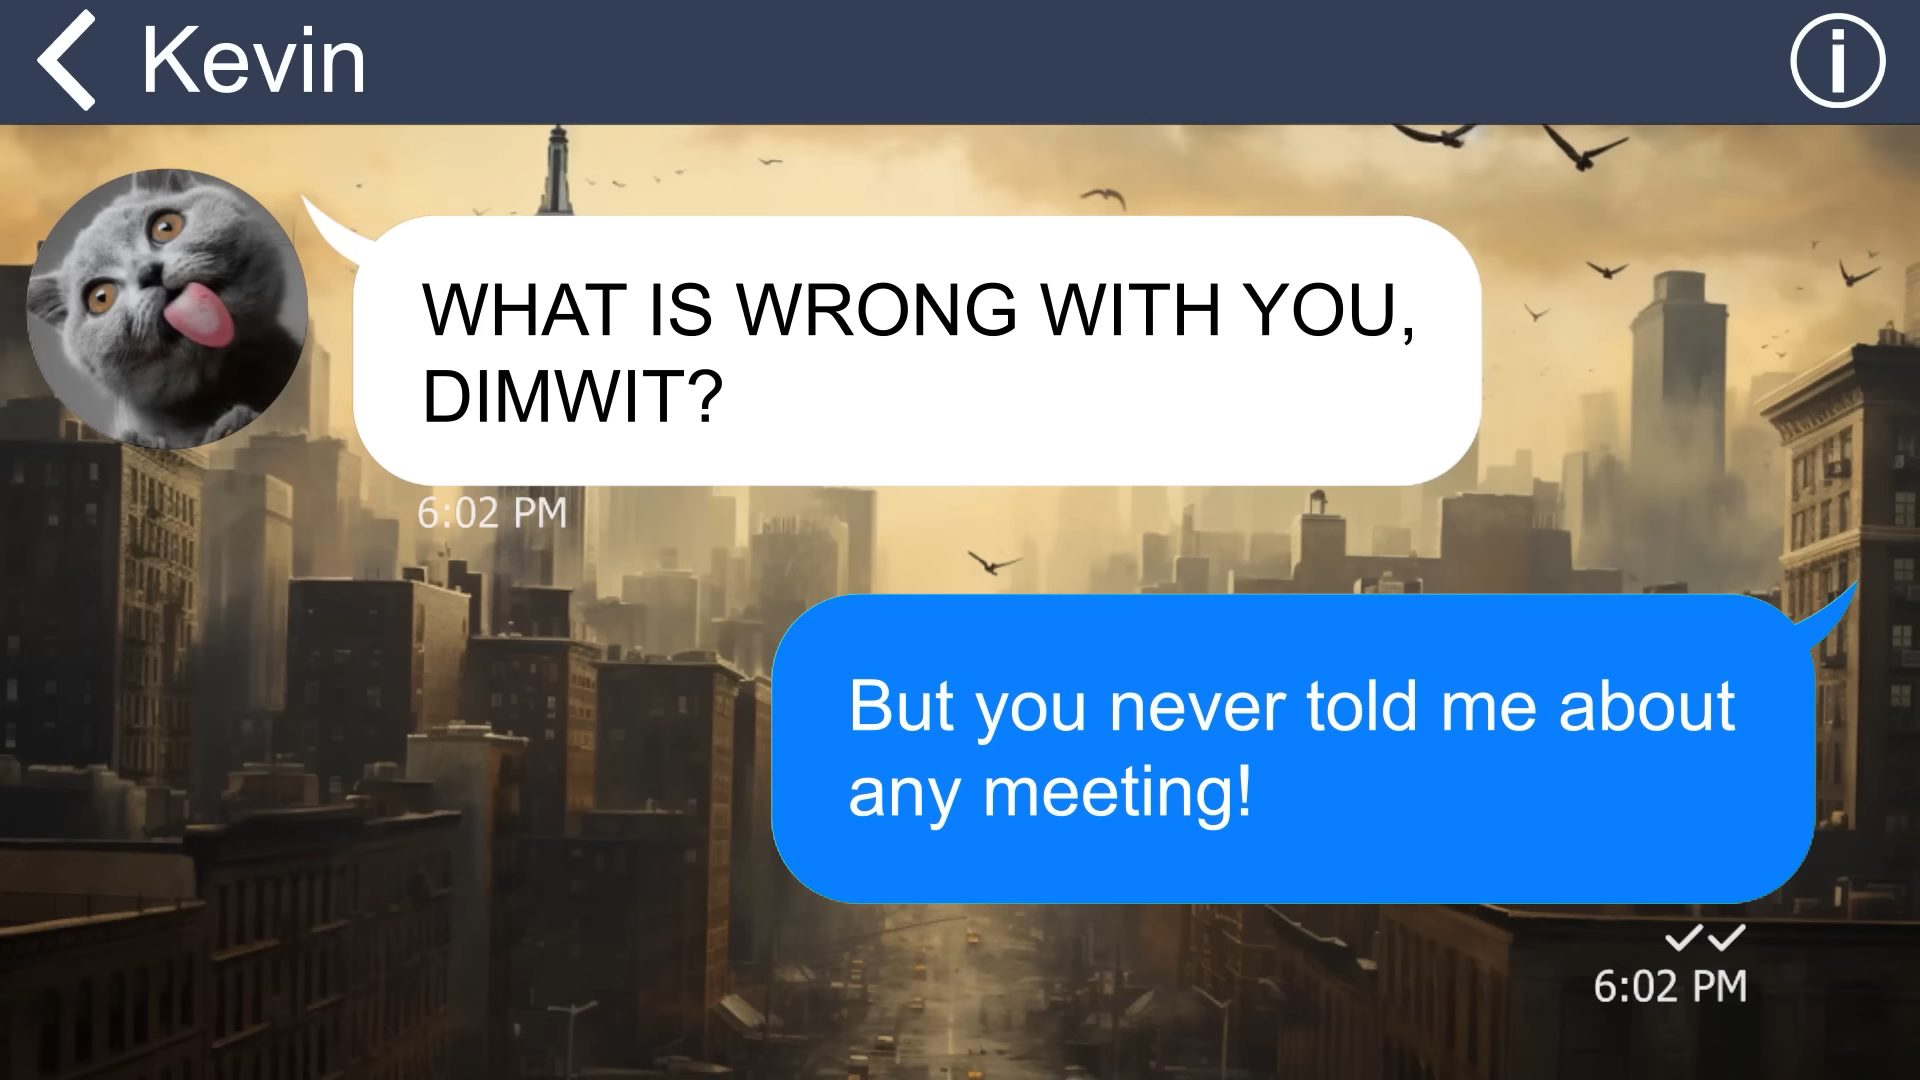 Kevin
WHAT IS WRONG WITH YOU,
DIMWIT?
6:02 PM
But you never told me about
any meeting!
6:02 PM